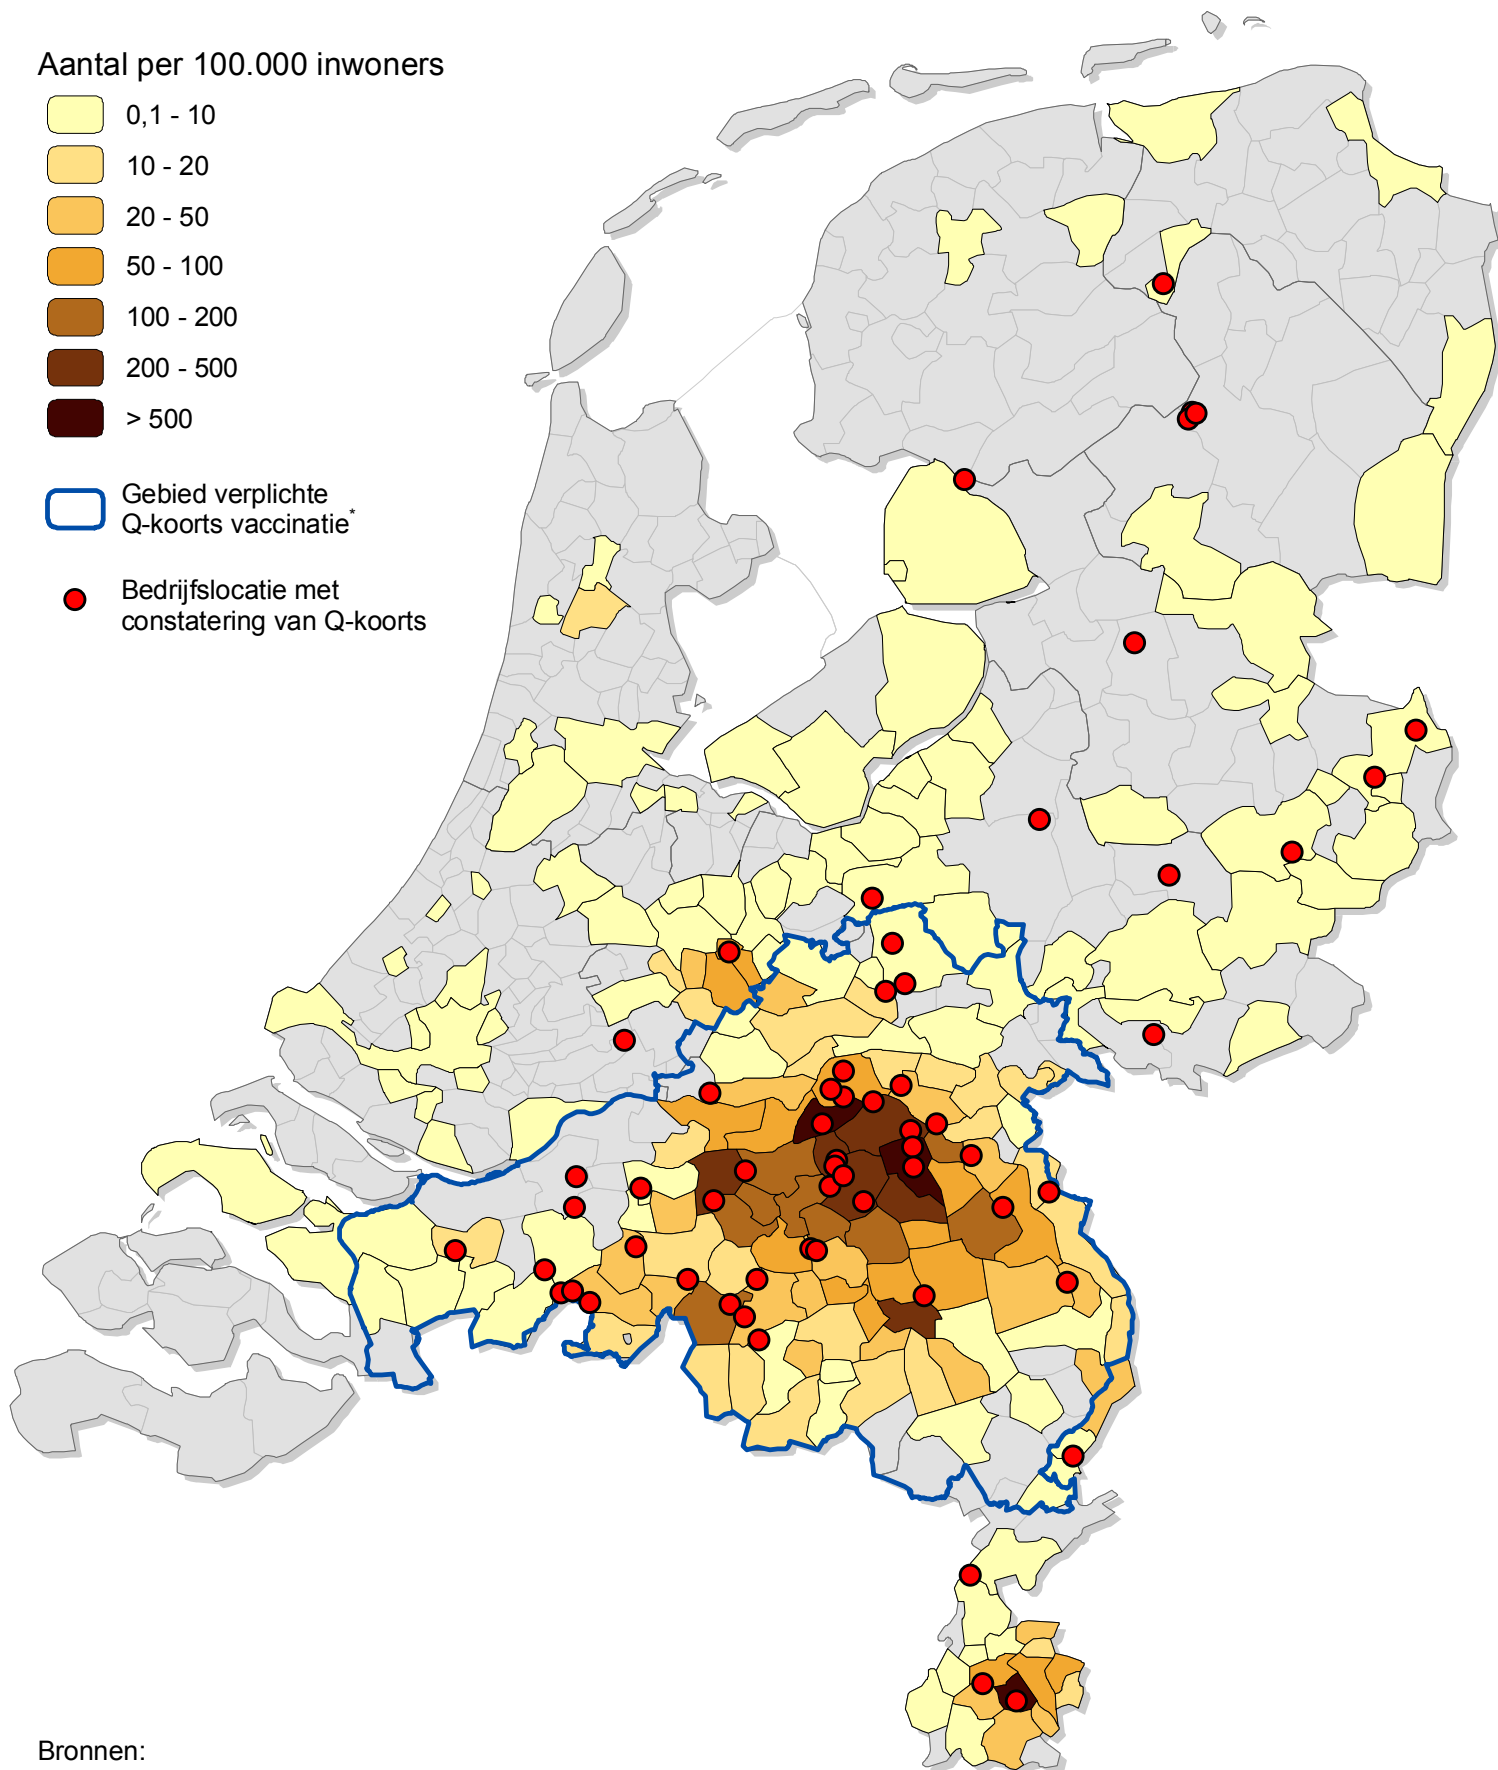 Aantal per 100.000 inwoners
0,1 - 10
10 - 20
20 - 50
50 - 100
100 - 200
200 - 500
> 500
Gebied verplichte
Q-koorts vaccinatie*
Bedrijfslocatie met
constatering van Q-koorts
Bronnen: